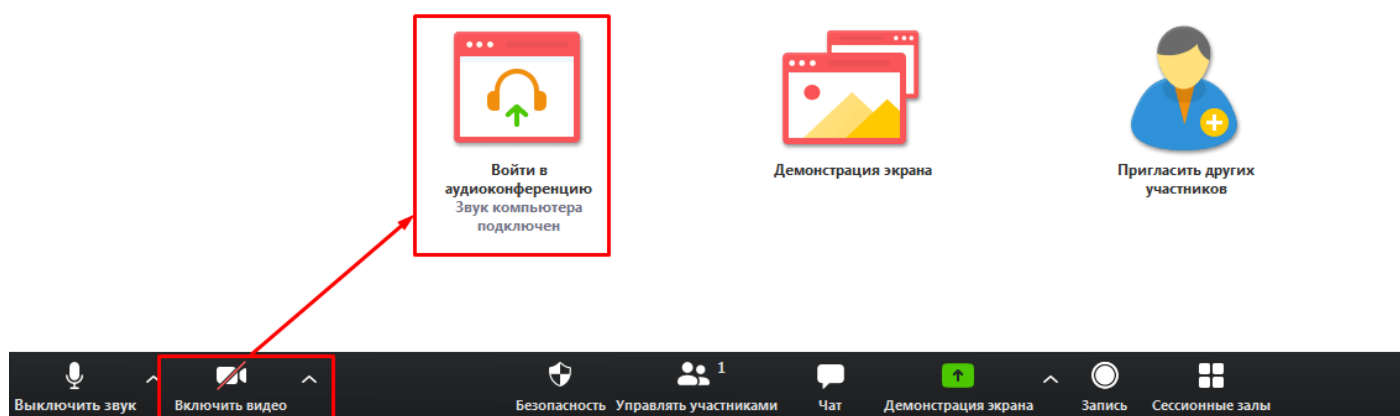 Войти в
аудиоконференцию
Звук компьютера
подключен
Демонстрация экрана
Пригласить других
участников
1
Выключить звук
Включить видео
Безопасность
Управлять участниками
Чат
Демонстрация экрана
Запись
Сессионные залы